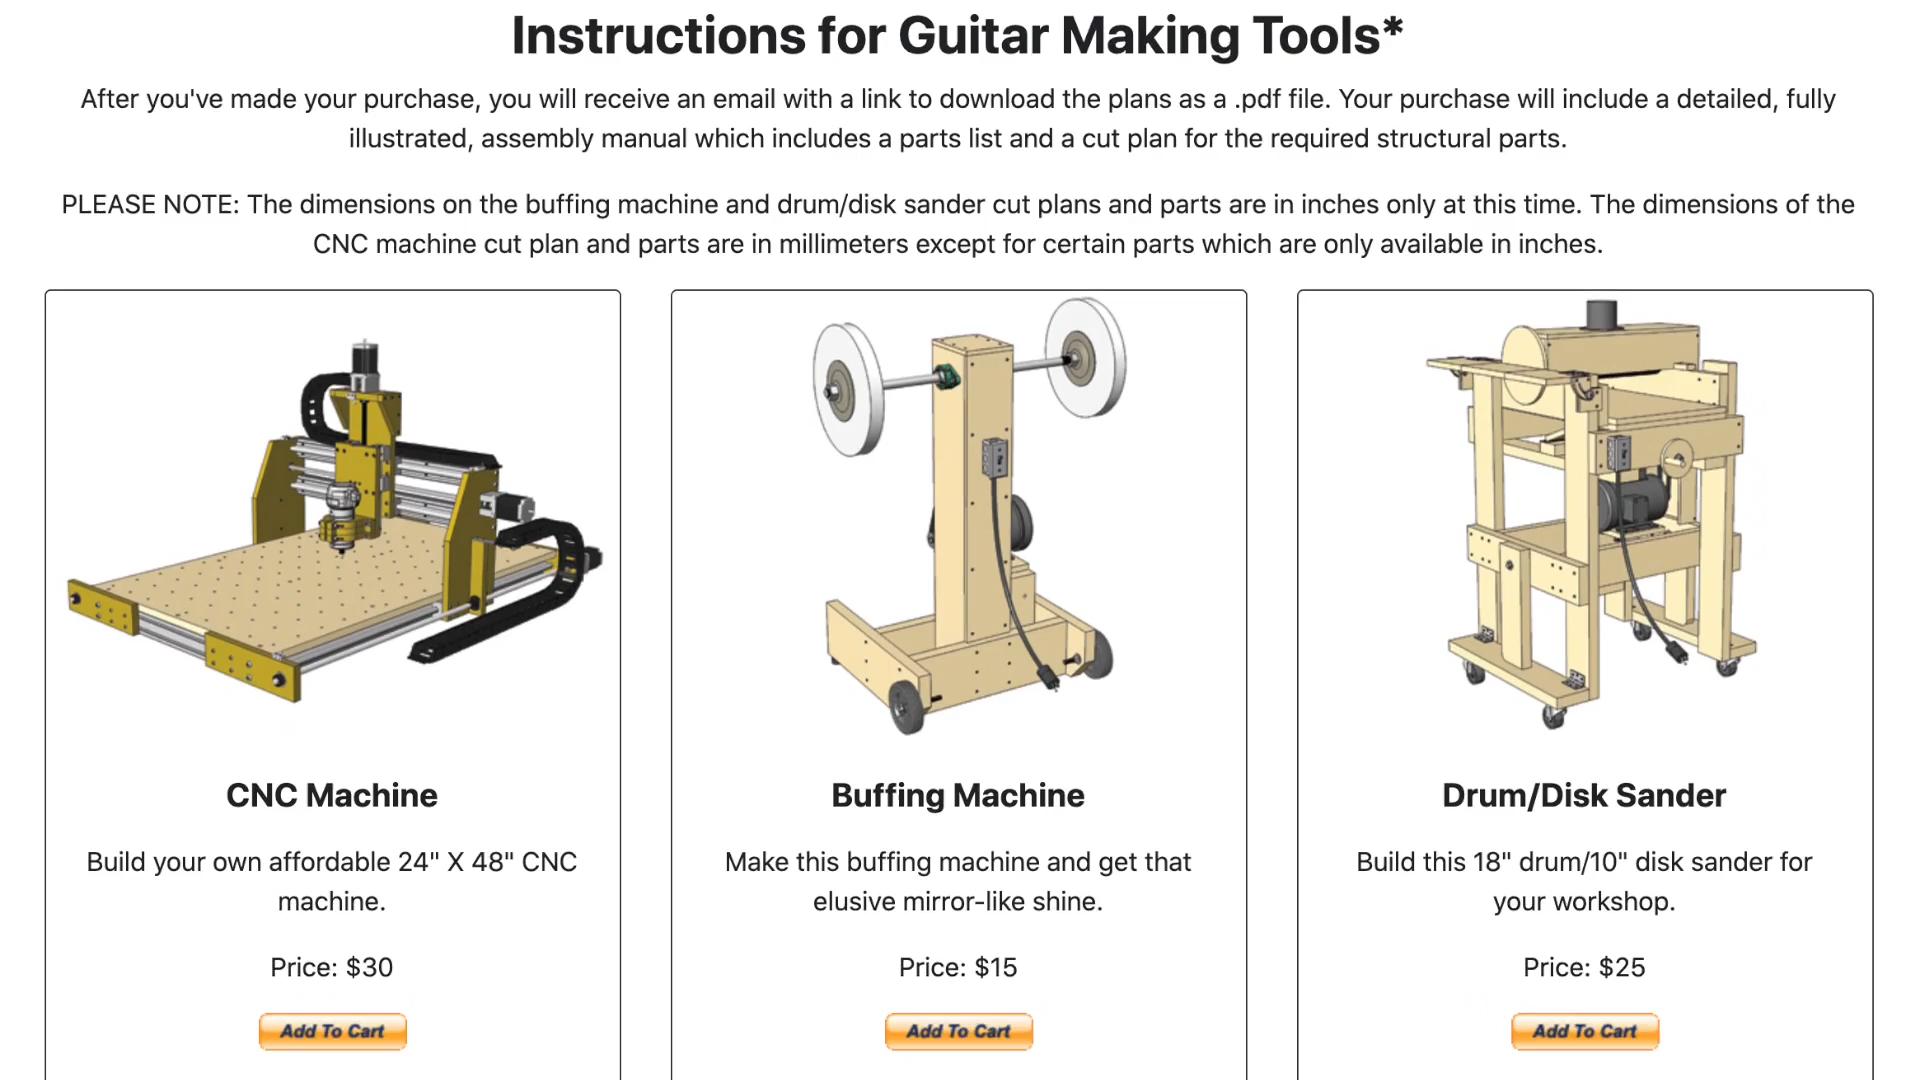 Instructions for Guitar Making Tools*
After you've made your purchase, you will receive an email with a link to download the plans as a .pdf file. Your purchase will include a detailed, fully
illustrated, assembly manual which includes a parts list and a cut plan for the required structural parts.
PLEASE NOTE: The dimensions on the buffing machine and drum/disk sander cut plans and parts are in inches only at this time. The dimensions of the
CNC machine cut plan and parts are in millimeters except for certain parts which are only available in inches.
CNC Machine
Build your own affordable 24" X 48" CNC
machine.
Price: $30
Add To Cart
Buffing Machine
Make this buffing machine and get that
elusive mirror-like shine.
Price: $15
Add To Cart
Drum/Disk Sander
Build this 18" drum/10" disk sander for
your workshop.
Price: $25
Add To Cart